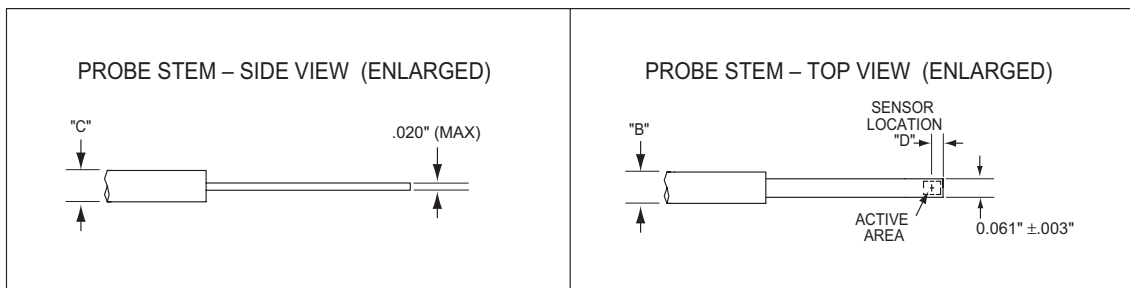 PROBE STEM – SIDE VIEW (ENLARGED)
"C"
.020" (MAX)
PROBE STEM – TOP VIEW (ENLARGED)
SENSOR
LOCATION
"D"
"B"
ACTIVE
AREA
0.061" ±.003"